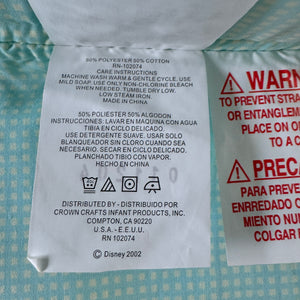 50% POLYESTER 50% COTTON
RN-102074
CARE INSTRUCTIONS
MACHINE WASH WARM & GENTLE CYCLE. USE
MILD SOAP. USE ONLY NON-CHLORINE BLEACH
WHEN NEEDED. TUMBLE DRY LOW.
LOW STEAM IRON
MADE IN CHINA
50% POLIÉSTER 50% ALGODON
INSTRUCCIONES: LAVAR EN MAQUINA CON AGUA
TIBIA EN CICLO DELICADO.
USE DETERGENTE SUAVE. USAR SOLO
BLANQUEADOR SIN CLORO CUANDO SEA
NECESARIO. SECAR EN CICLO DELICADO.
PLANCHADO TIBIO CON VAPOR.
HECHO EN CHINA
DISTRIBUTED BY - DISTRIBUIDO POR
CROWN CRAFTS INFANT PRODUCTS, INC.
COMPTON, CA 90220
U.S.A. - E.E.U.U.
RN 102074
© Disney 2002
WARN
TO PREVENT STRA
OR ENTANGLEMEN
PLACE ON O
TO A C
PRECA
PARA PREVE
ENRREDADO O
MIENTO NUN
COLGAR